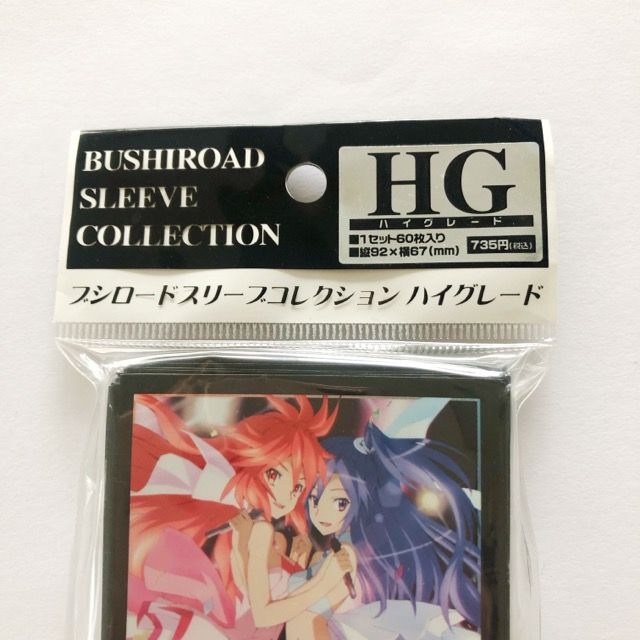 BUSHIROAD
SLEEVE
COLLECTION
HG
ハイグレード
■1セット60枚入り
■縦92×横67(mm)
735円(税込)
ブシロードスリーブコレクション ハイグレード